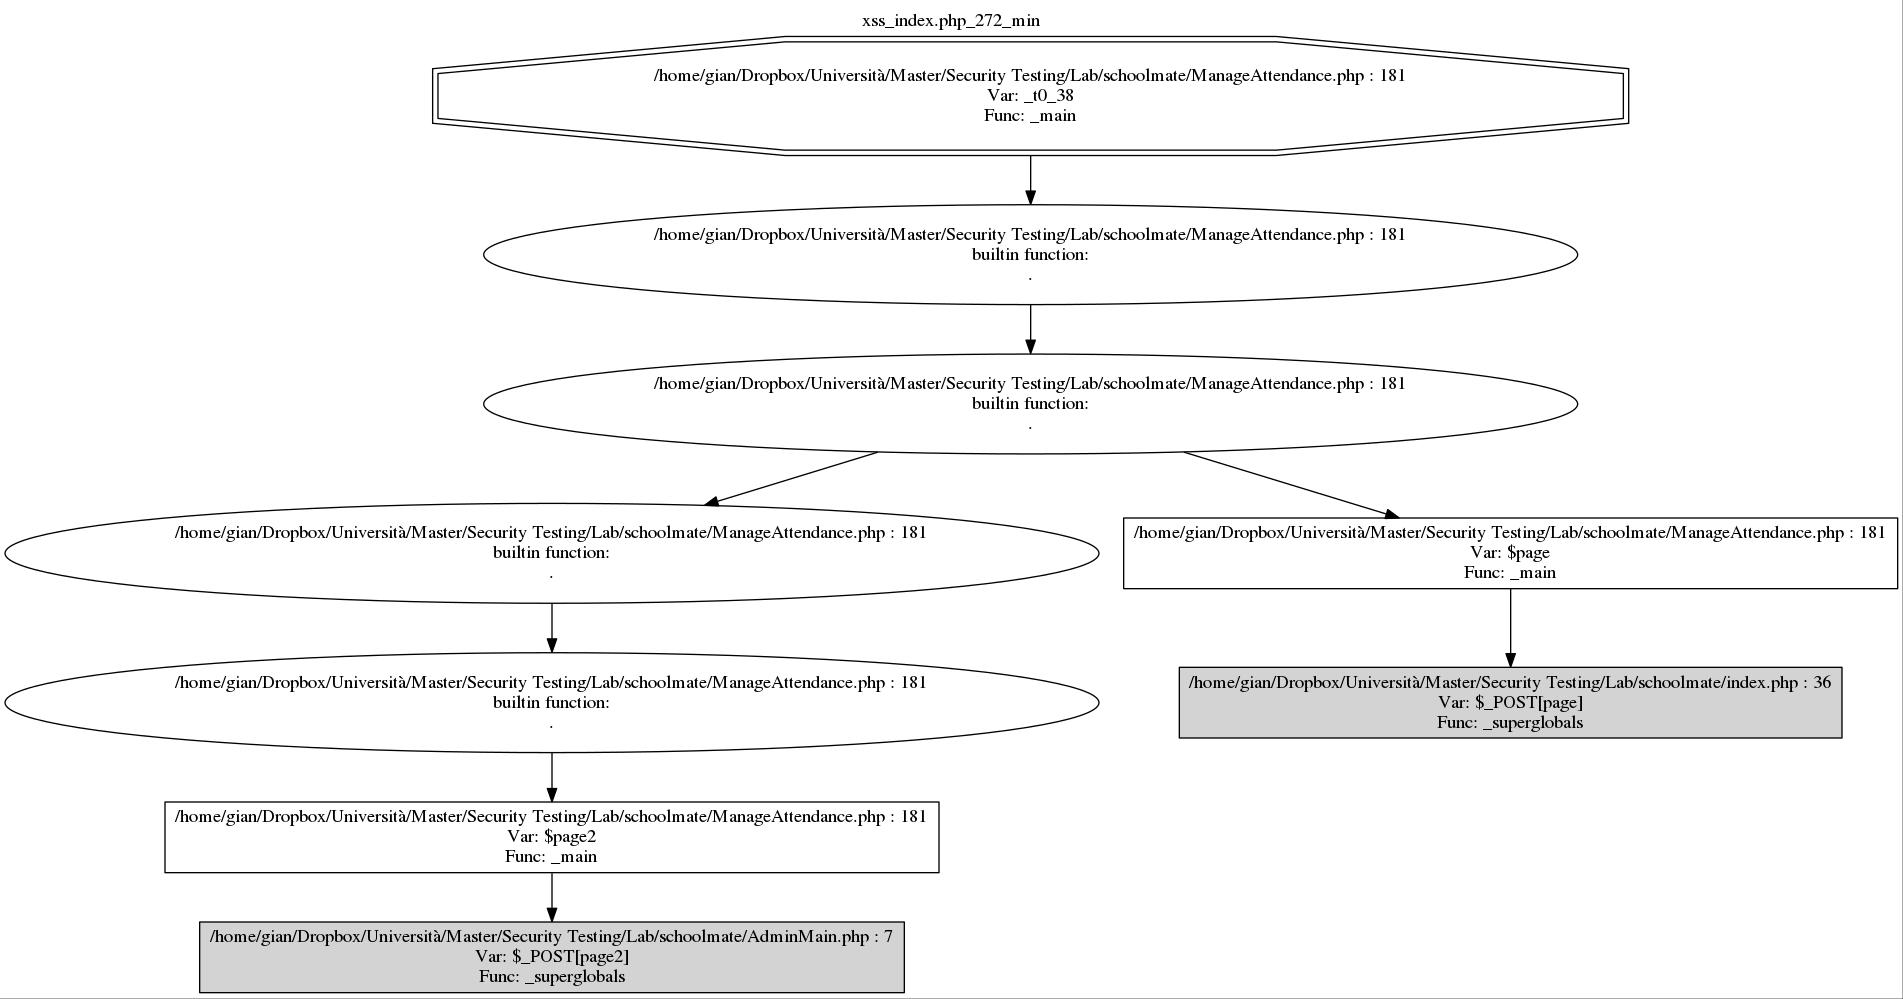 xss_index.php_272_min
/home/gian/Dropbox/Università/Master/Security Testing/Lab/schoolmate/ManageAttendance.php : 181
Var: _t0_38
Func: _main
/home/gian/Dropbox/Università/Master/Security Testing/Lab/schoolmate/ManageAttendance.php : 181
builtin function:
.
/home/gian/Dropbox/Università/Master/Security Testing/Lab/schoolmate/ManageAttendance.php : 181
builtin function:
.
/home/gian/Dropbox/Università/Master/Security Testing/Lab/schoolmate/ManageAttendance.php : 181
builtin function:
.
/home/gian/Dropbox/Università/Master/Security Testing/Lab/schoolmate/ManageAttendance.php : 181
Var: $page
Func: _main
/home/gian/Dropbox/Università/Master/Security Testing/Lab/schoolmate/ManageAttendance.php : 181
builtin function:
.
/home/gian/Dropbox/Università/Master/Security Testing/Lab/schoolmate/index.php : 36
Var: $_POST[page]
Func: _superglobals
/home/gian/Dropbox/Università/Master/Security Testing/Lab/schoolmate/ManageAttendance.php : 181
Var: $page2
Func: _main
/home/gian/Dropbox/Università/Master/Security Testing/Lab/schoolmate/AdminMain.php : 7
Var: $_POST[page2]
Func: _superglobals